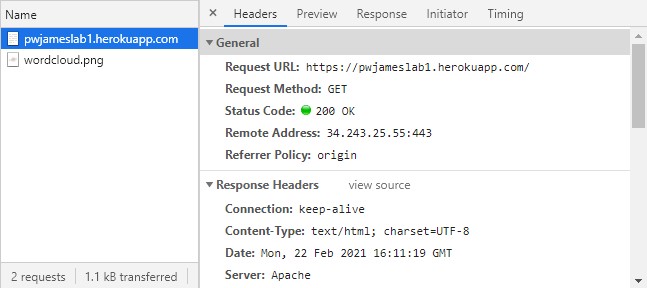 Name
pwjameslab1.herokuapp.com
wordcloud.png
2 requests 1.1 kB transferred
× Headers Preview Response Initiator Timing
▼ General
Request URL: https://pwjameslab1.herokuapp.com/
Request Method: GET
Status Code: 200 OK
Remote Address: 34.243.25.55:443
Referrer Policy: origin
▼ Response Headers view source
Connection: keep-alive
Content-Type: text/html; charset=UTF-8
Date: Mon, 22 Feb 2021 16:11:19 GMT
Server: Apache